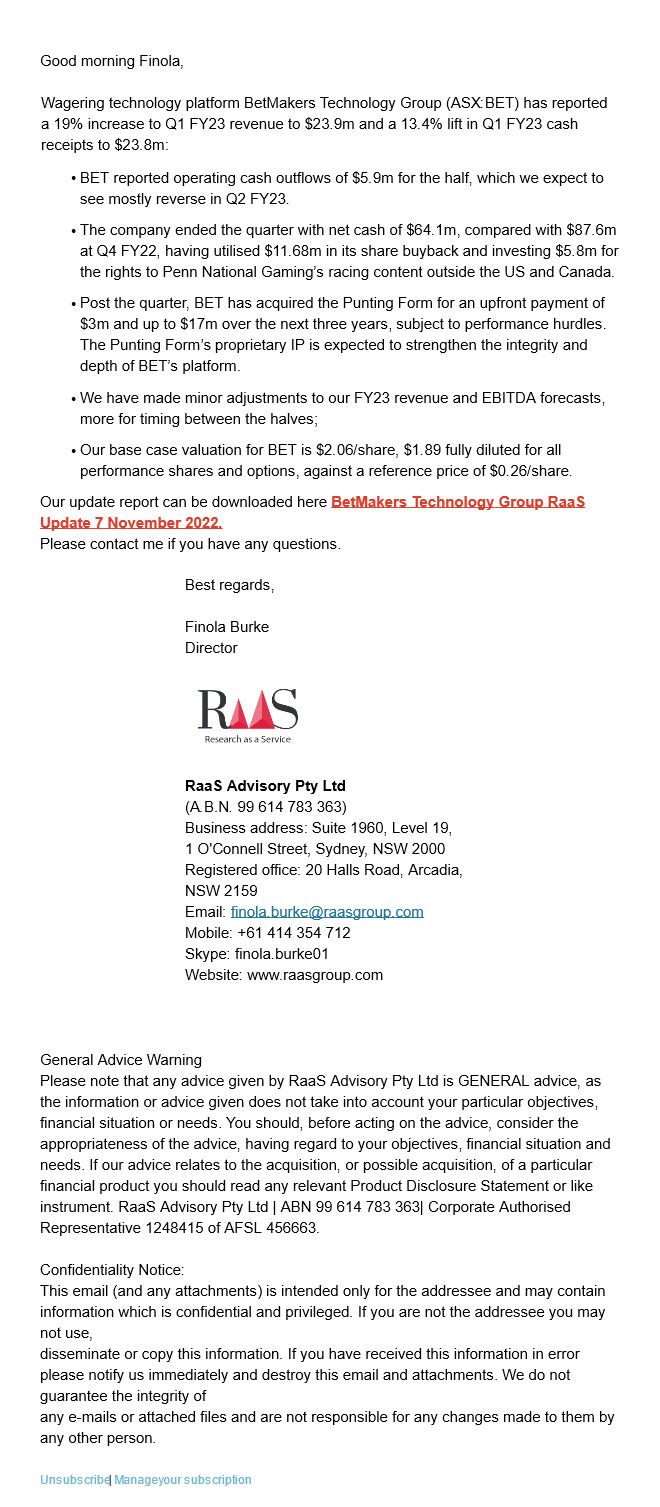 Good morning Finola,
Wagering technology platform BetMakers Technology Group (ASX:BET) has reported
a 19% increase to Q1 FY23 revenue to $23.9m and a 13.4% lift in Q1 FY23 cash
receipts to $23.8m:
• BET reported operating cash outflows of $5.9m for the half, which we expect to
see mostly reverse in Q2 FY23.
• The company ended the quarter with net cash of $64.1m, compared with $87.6m
at Q4 FY22, having utilised $11.68m in its share buyback and investing $5.8m for
the rights to Penn National Gaming's racing content outside the US and Canada.
• Post the quarter, BET has acquired the Punting Form for an upfront payment of
$3m and up to $17m over the next three years, subject to performance hurdles.
The Punting Form's proprietary IP is expected to strengthen the integrity and
depth of BET's platform.
• We have made minor adjustments to our FY23 revenue and EBITDA forecasts,
more for timing between the halves;
• Our base case valuation for BET is $2.06/share, $1.89 fully diluted for all
performance shares and options, against a reference price of $0.26/share.
Our update report can be downloaded here BetMakers Technology Group RaaS
Update 7 November 2022.
Please contact me if you have any questions.
Best regards,
Finola Burke
Director
RAAS
Research as a Service
RaaS Advisory Pty Ltd
(A.B.N. 99 614 783 363)
Business address: Suite 1960, Level 19,
1 O'Connell Street, Sydney, NSW 2000
Registered office: 20 Halls Road, Arcadia,
NSW 2159
Email: finola.burke@raasgroup.com
Mobile: +61 414 354 712
Skype: finola.burke01
Website: www.raasgroup.com
General Advice Warning
Please note that any advice given by RaaS Advisory Pty Ltd is GENERAL advice, as
the information or advice given does not take into account your particular objectives,
financial situation or needs. You should, before acting on the advice, consider the
appropriateness of the advice, having regard to your objectives, financial situation and
needs. If our advice relates to the acquisition, or possible acquisition, of a particular
financial product you should read any relevant Product Disclosure Statement or like
instrument. RaaS Advisory Pty Ltd | ABN 99 614 783 363| Corporate Authorised
Representative 1248415 of AFSL 456663.
Confidentiality Notice:
This email (and any attachments) is intended only for the addressee and may contain
information which is confidential and privileged. If you are not the addressee you may
not use,
disseminate or copy this information. If you have received this information in error
please notify us immediately and destroy this email and attachments. We do not
guarantee the integrity of
any e-mails or attached files and are not responsible for any changes made to them by
any other person.
Unsubscribe| Manageyour subscription